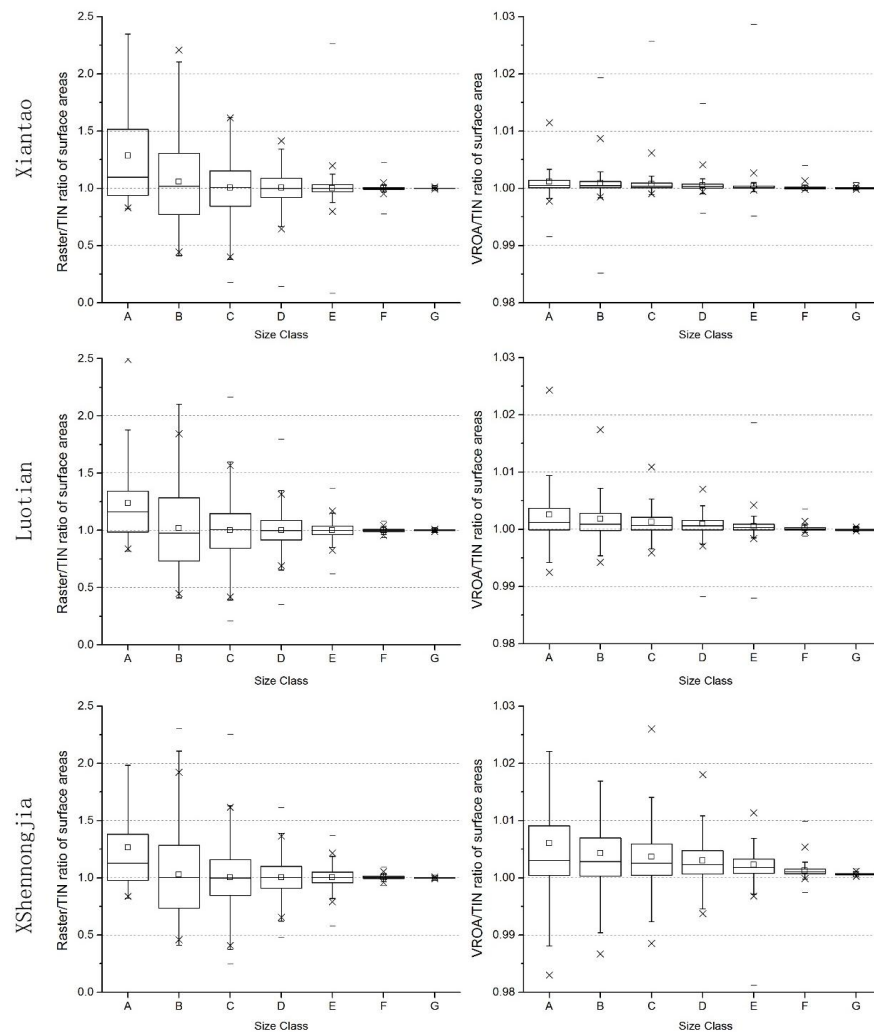 Xiantao
Raster/TIN ratio of surface areas
2.5
2.0
1.5
1.0
0.5
0.0
A B C D E F G
Size Class
VROA/TIN ratio of surface areas
1.03
1.02
1.01
1.00
0.99
0.98
A B C D E F G
Size Class
Luotian
Raster/TIN ratio of surface areas
2.5
2.0
1.5
1.0
0.5
0.0
A B C D E F G
Size Class
VROA/TIN ratio of surface areas
1.03
1.02
1.01
1.00
0.99
0.98
A B C D E F G
Size Class
XShennongjia
Raster/TIN ratio of surface areas
2.5
2.0
1.5
1.0
0.5
0.0
A B C D E F G
Size Class
VROA/TIN ratio of surface areas
1.03
1.02
1.01
1.00
0.99
0.98
A B C D E F G
Size Class